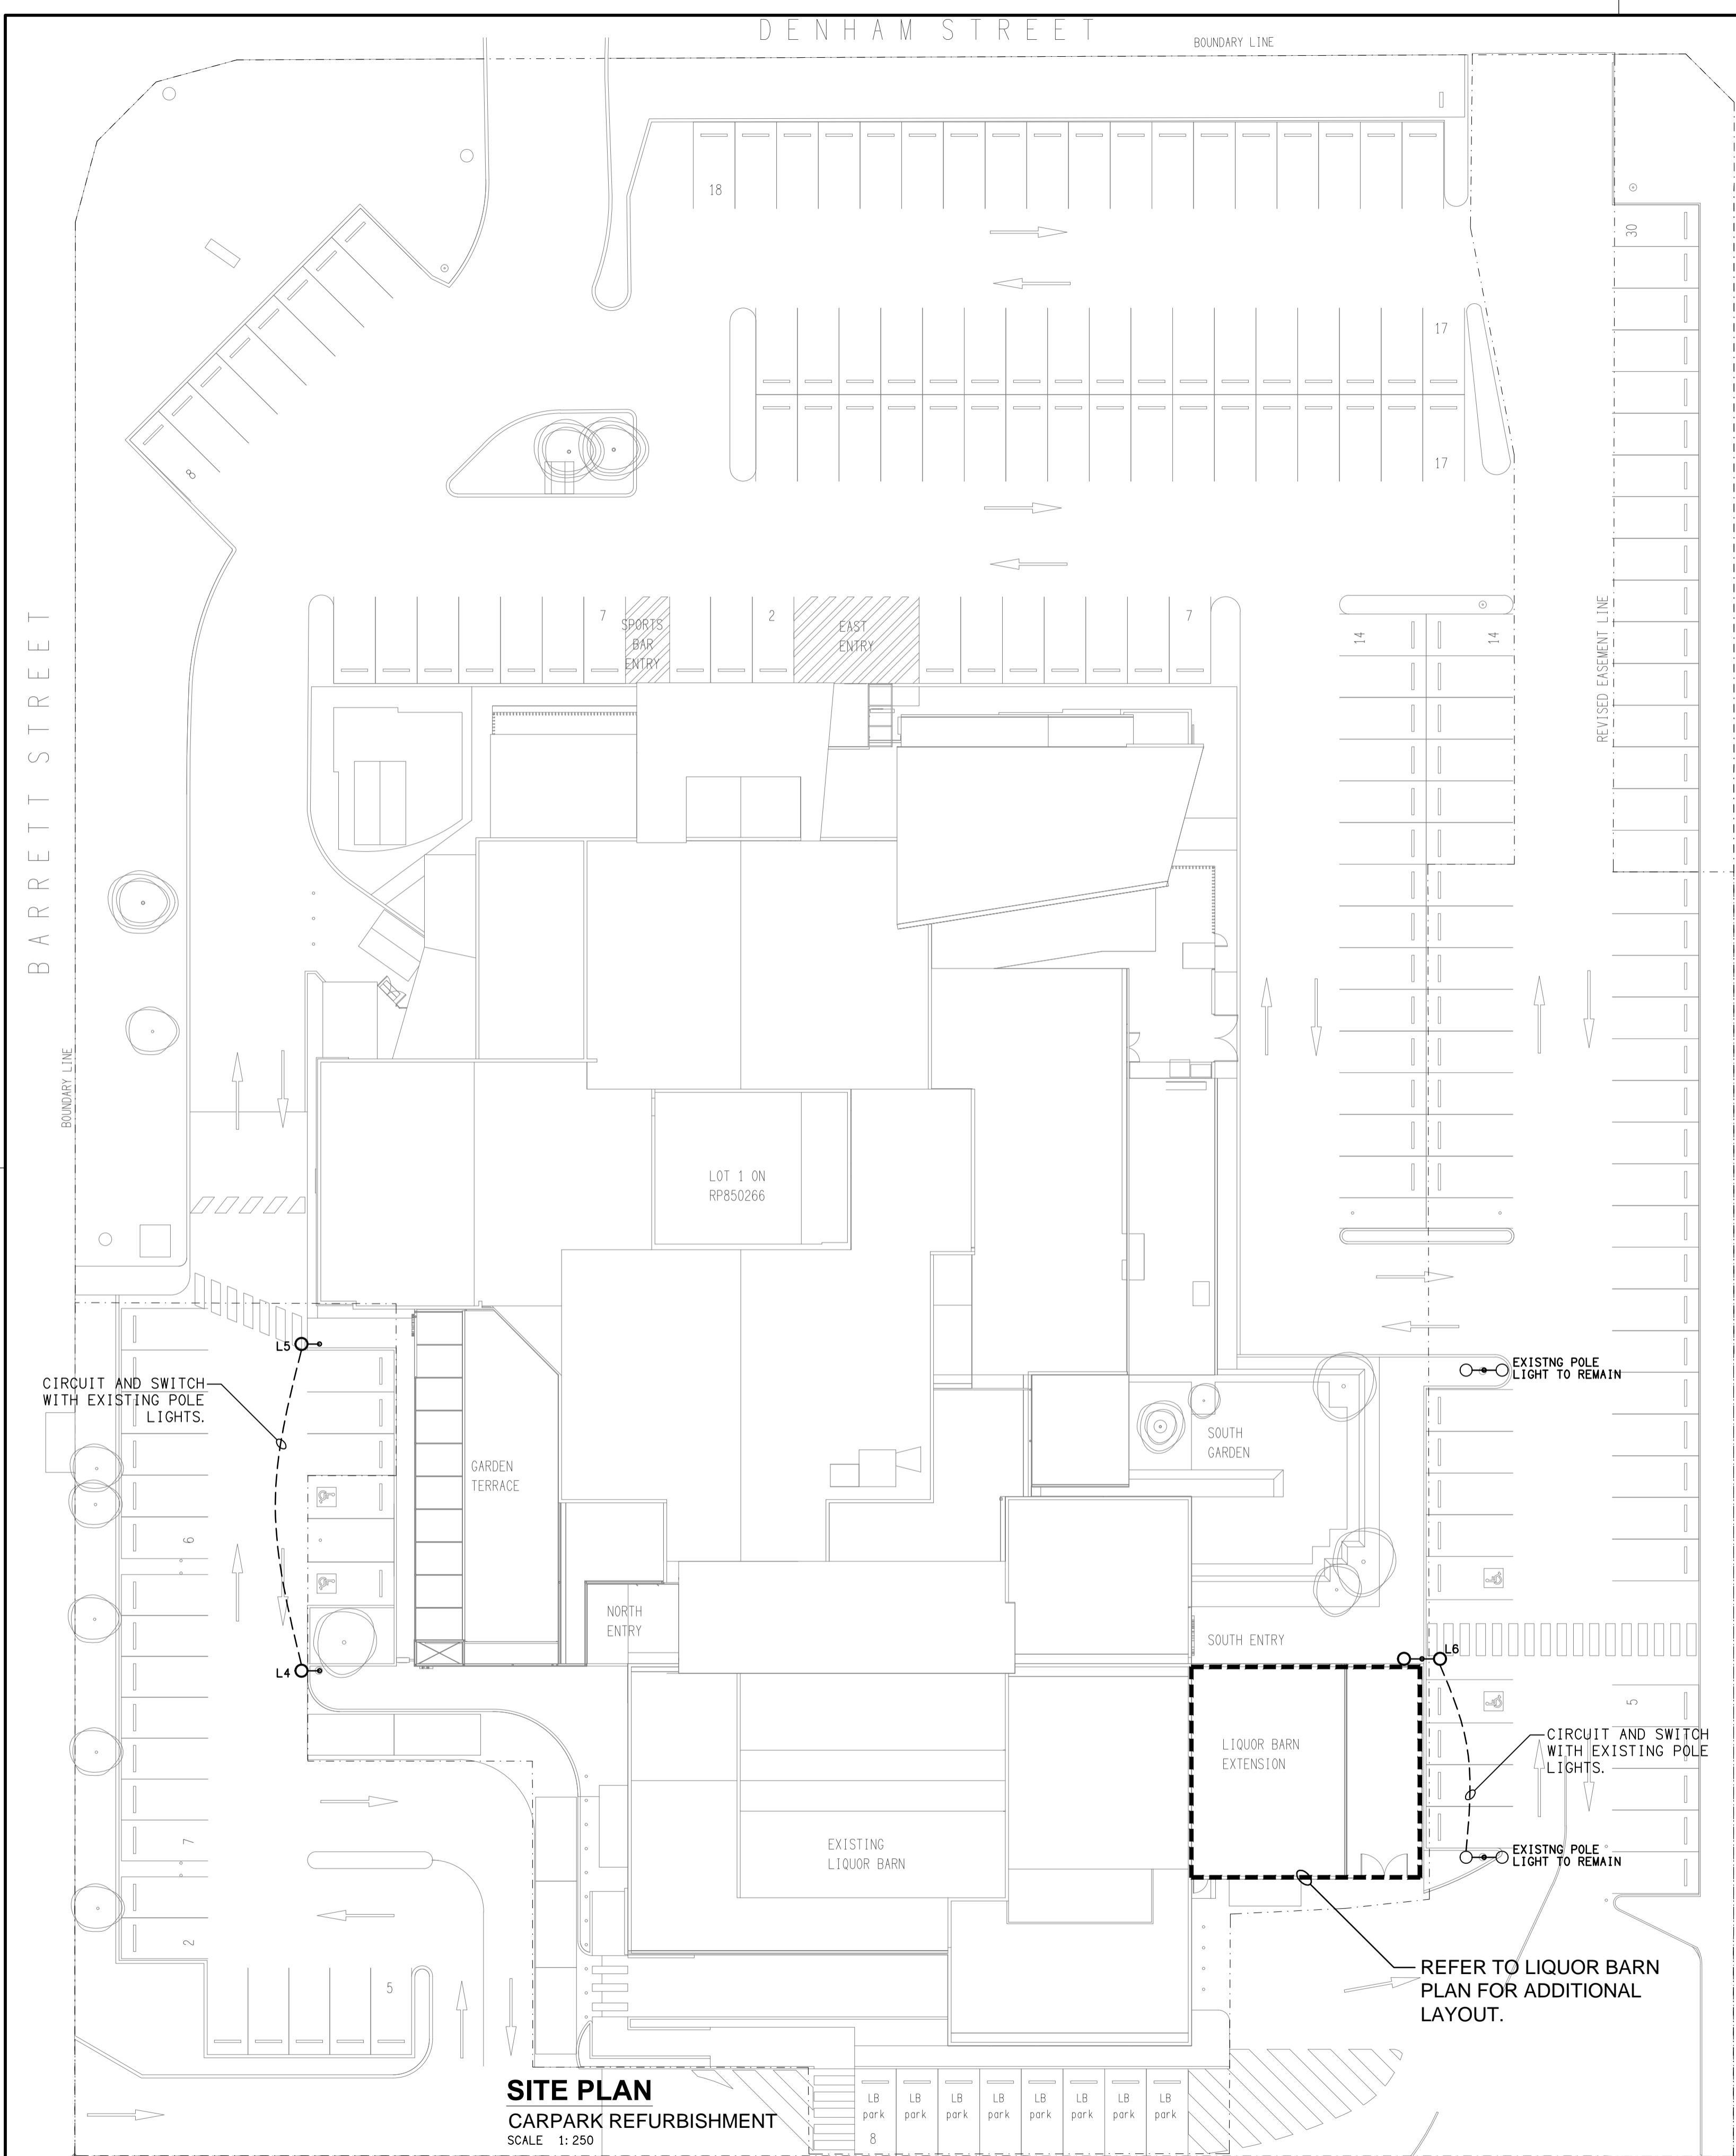 DENHAM STREET
BOUNDARY LINE
18
30
17
17
8
BARRETT STREET
REVISED EASEMENT LINE
7
SPORTS
BAR
ENTRY
2
EAST
ENTRY
7
14
14
BOUNDARY LINE
LOT 1 ON
RP850266
L5
EXISTNG POLE
LIGHT TO REMAIN
CIRCUIT AND SWITCH
WITH EXISTING POLE
LIGHTS.
SOUTH
GARDEN
GARDEN
TERRACE
6
NORTH
ENTRY
SOUTH ENTRY
L6
L4
5
LIQUOR BARN
EXTENSION
CIRCUIT AND SWITCH
WITH EXISTING POLE
LIGHTS.
7
EXISTING
LIQUOR BARN
EXISTNG POLE
LIGHT TO REMAIN
2
5
REFER TO LIQUOR BARN
PLAN FOR ADDITIONAL
LAYOUT.
SITE PLAN
CARPARK REFURBISHMENT
SCALE 1:250
LB LB LB LB LB LB LB LB
park park park park park park park park
8